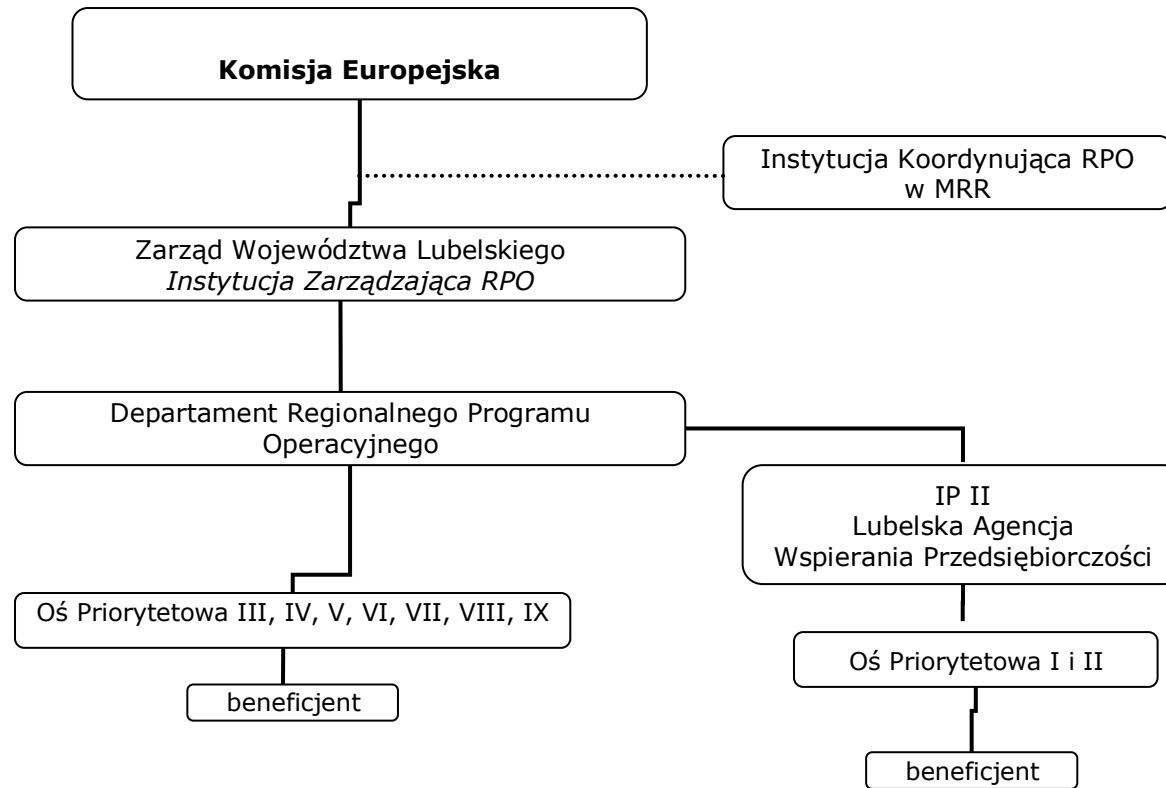 Komisja Europejska
Instytucja Koordynująca RPO
w MRR
Zarząd Województwa Lubelskiego
Instytucja Zarządzająca RPO
Departament Regionalnego Programu
Operacyjnego
IP II
Lubelska Agencja
Wspierania Przedsiębiorczości
Oś Priorytetowa III, IV, V, VI, VII, VIII, IX
Oś Priorytetowa I i II
beneficjent
beneficjent